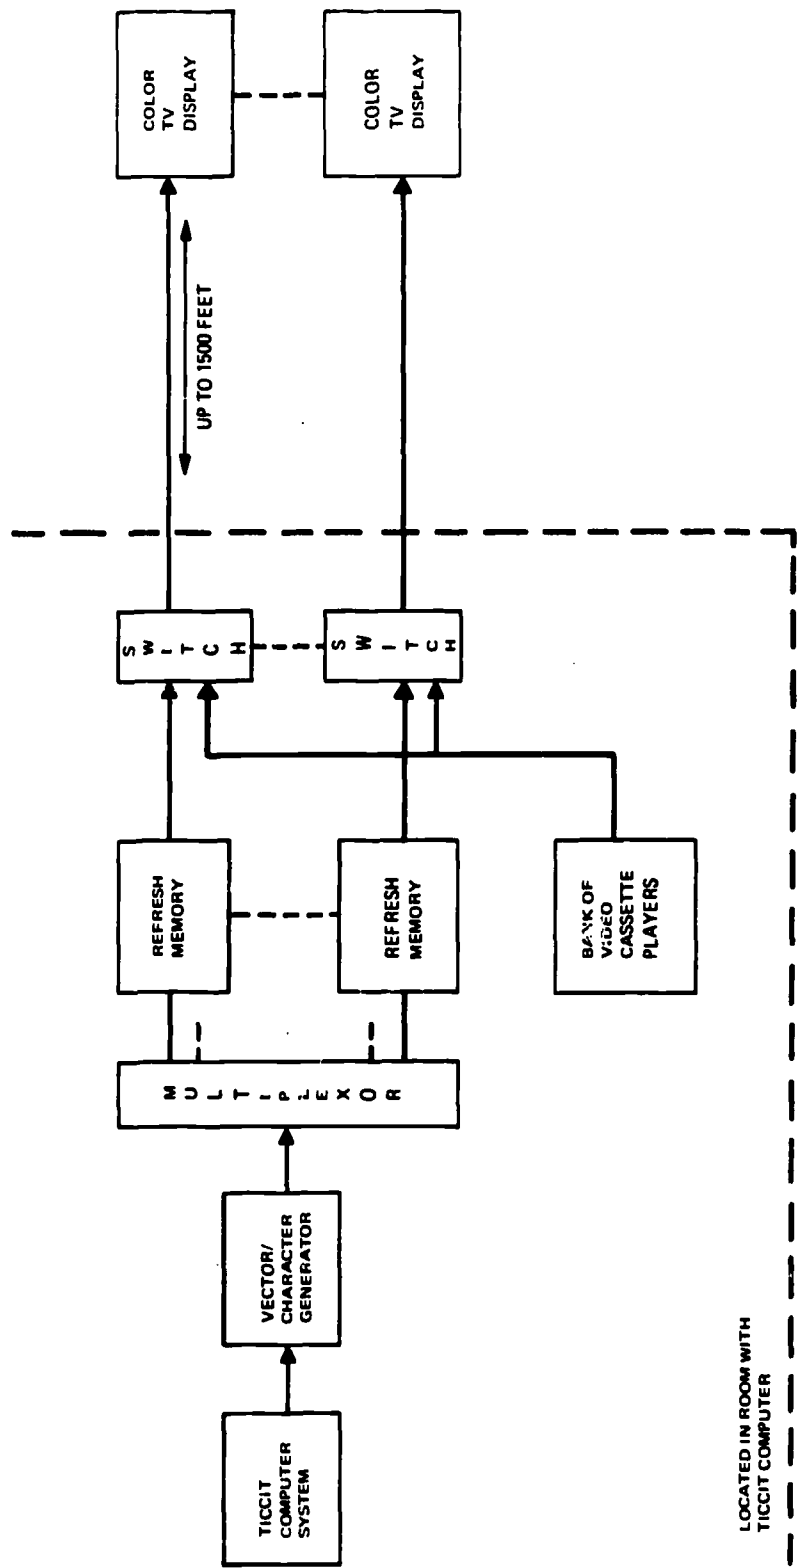 TICCIT
COMPUTER
SYSTEM
VECTOR/
CHARACTER
GENERATOR
MULTIPLEXOR
REFRESH
MEMORY
REFRESH
MEMORY
BANK OF
VIDEO
CASSETTE
PLAYERS
SWITCH
SWITCH
UP TO 1500 FEET
COLOR
TV
DISPLAY
COLOR
TV
DISPLAY
LOCATED IN ROOM WITH
TICCIT COMPUTER